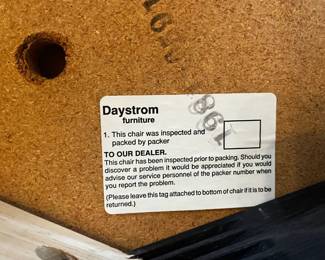 Daystrom
furniture
1. This chair was inspected and
packed by packer
TO OUR DEALER.
This chair has been inspected prior to packing. Should you
discover a problem it would be appreciated if you would
advise our service personnel of the packer number when
you report the problem.
(Please leave this tag attached to bottom of chair if it is to be
returned.)